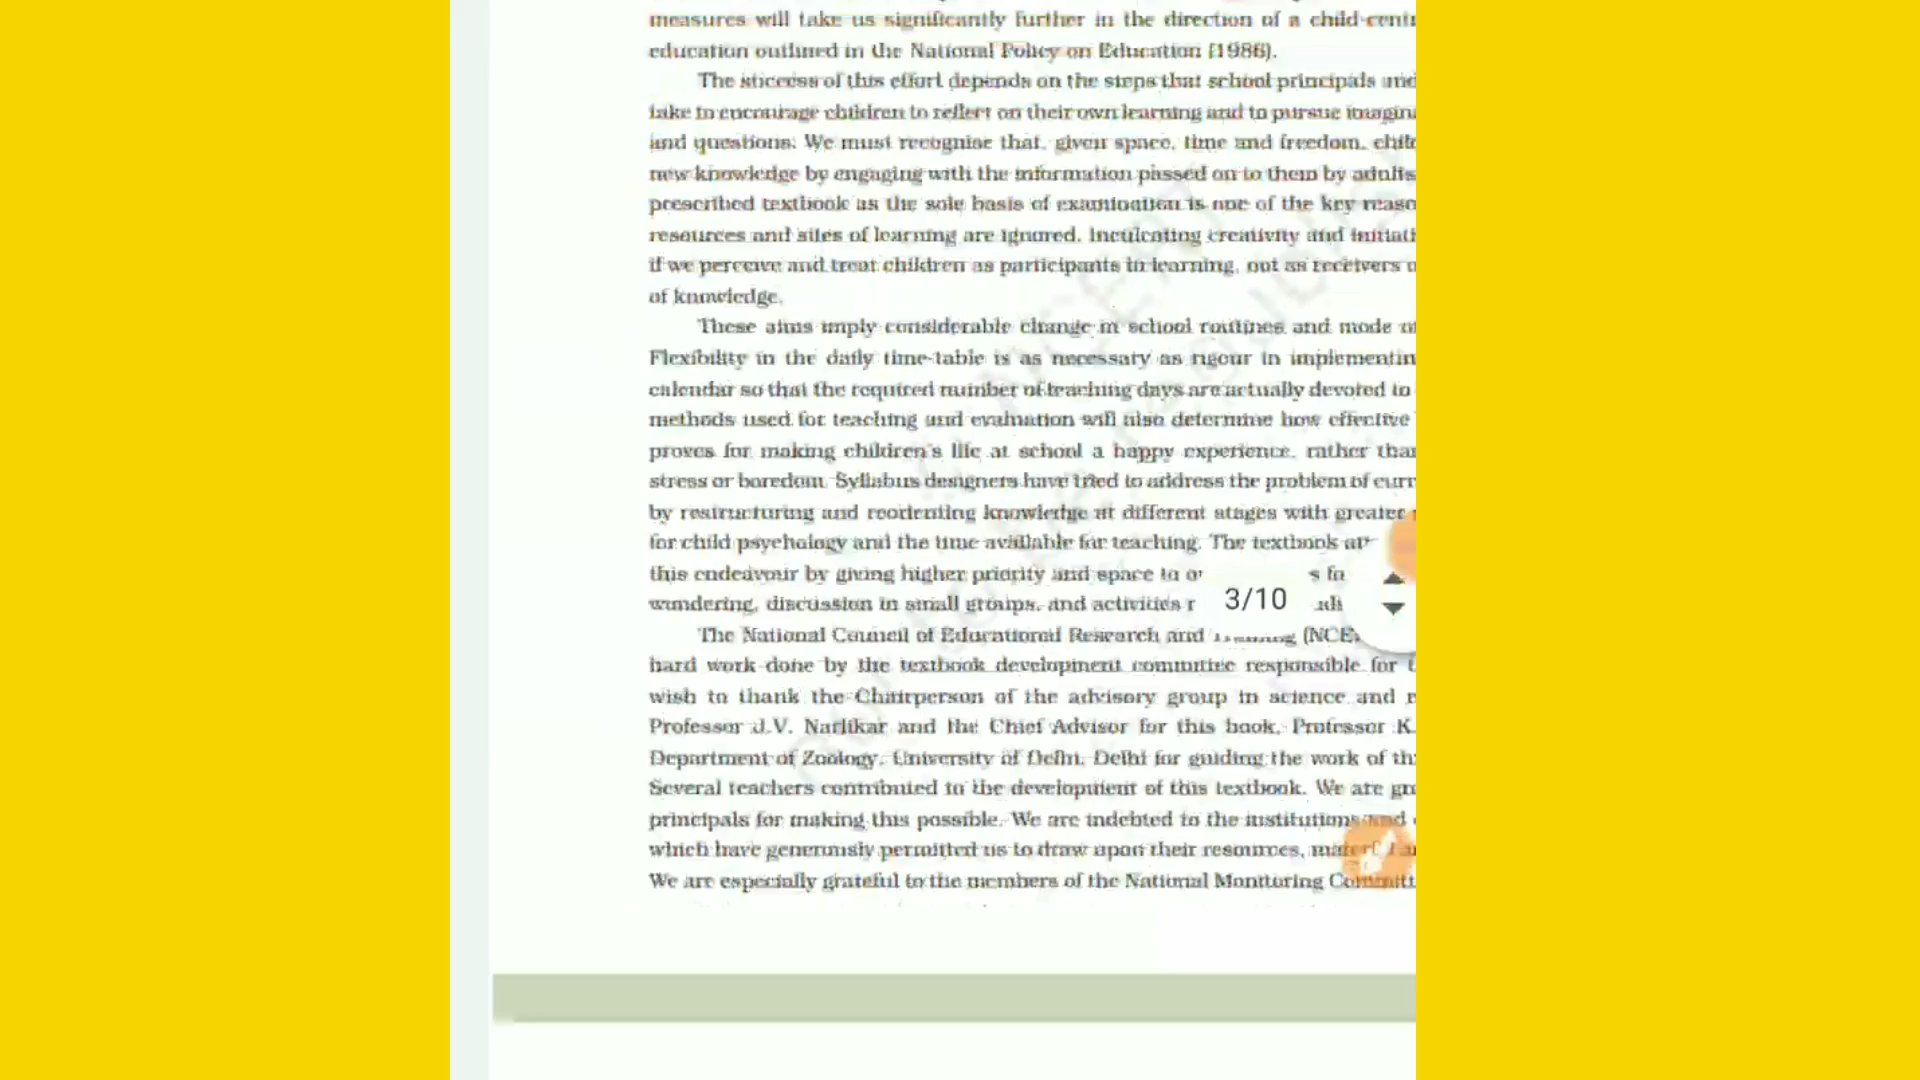 measures will take us significantly further in the direction of a child-cent
education outlined in the National Policy on Education (1986).
The success of this effort depends on the steps that school principals and
take to encourage children to reflect on their own learning and to pursue imagin
and questions. We must recognise that, given space, time and freedom, chil
new knowledge by engaging with the information passed on to them by adults
prescribed textbook as the sole basis of examination is one of the key reaso
resources and sites of learning are ignored. Inculcating creativity and initiati
if we perceive and treat children as participants in learning, not as receivers o
of knowledge.
These aims imply considerable change in school routines and mode of
Flexibility in the daily time-table is as necessary as rigour in implementin
calendar so that the required number of teaching days are actually devoted to
methods used for teaching and evaluation will also determine how effective
proves for making children's life at school a happy experience, rather than
stress or boredom. Syllabus designers have tried to address the problem of curr
by restructuring and reorienting knowledge at different stages with greater
for child psychology and the time available for teaching. The textbook att
this endeavour by giving higher priority and space to o
wondering, discussion in small groups, and activities r
3/10
The National Council of Educational Research and (NCE
hard work done by the textbook development committee responsible for t
wish to thank the Chairperson of the advisory group in science and
Professor J.V. Narlikar and the Chief Advisor for this book, Professor K.
Department of Zoology, University of Delhi, Delhi for guiding the work of th
Several teachers contributed to the development of this textbook. We are gr
principals for making this possible. We are indebted to the institutions and
which have generously permitted us to draw upon their resources,
We are especially grateful to the members of the National Monitoring Committ